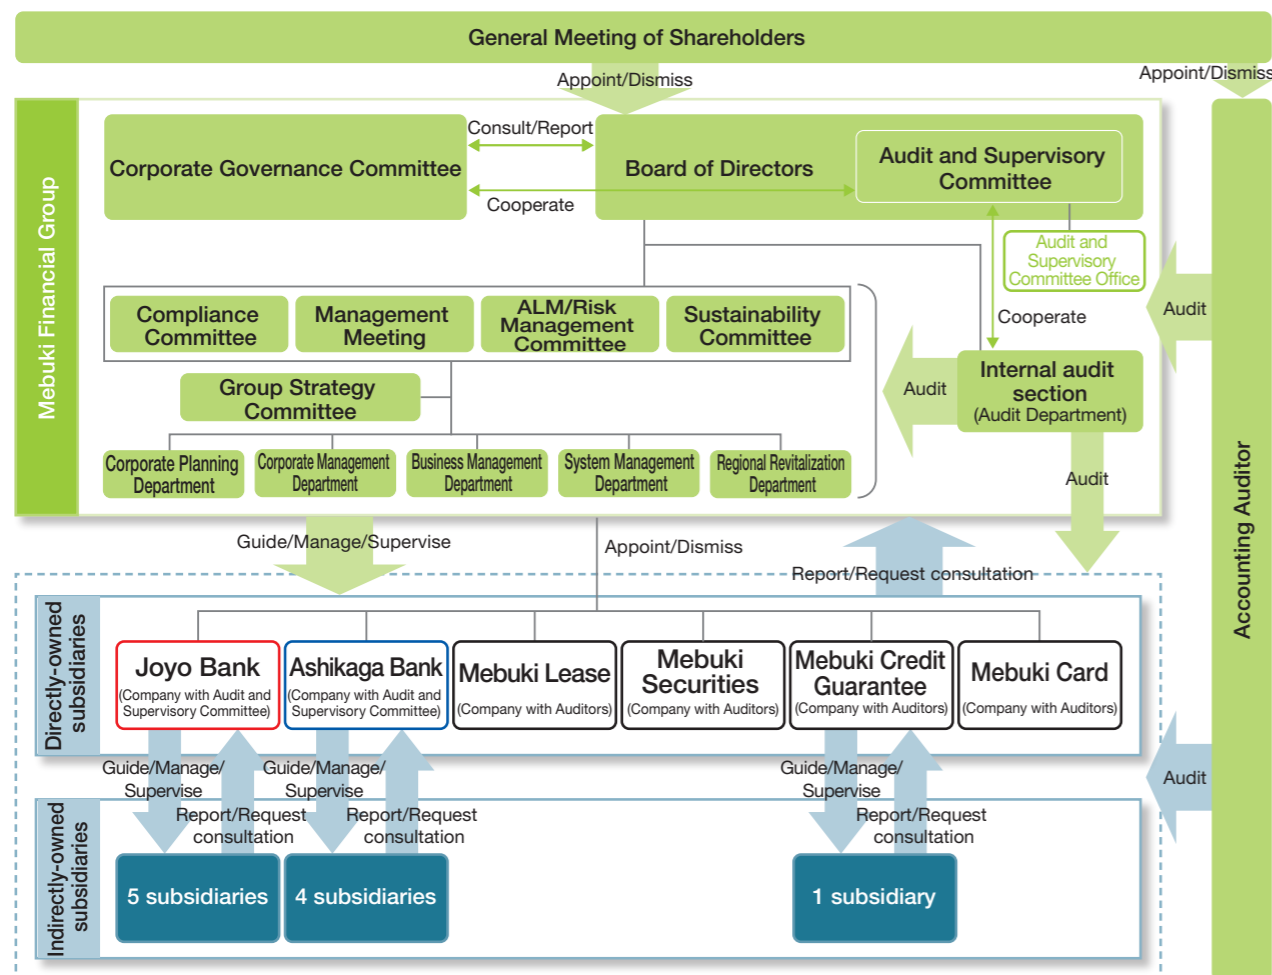 General Meeting of Shareholders
Appoint/Dismiss
Appoint/Dismiss
Mebuki Financial Group
Corporate Governance Committee
Consult/Report
Cooperate
Board of Directors
Audit and Supervisory
Committee
Audit and
Supervisory
Committee Office
Audit
Cooperate
Compliance
Committee
Management
Meeting
ALM/Risk
Management
Committee
Sustainability
Committee
Group Strategy
Committee
Audit
Internal audit
section
(Audit Department)
Corporate Planning
Department
Corporate Management
Department
Business Management
Department
System Management
Department
Regional Revitalization
Department
Audit
Accounting Auditor
Guide/Manage/Supervise
Appoint/Dismiss
Report/Request consultation
Directly-owned
subsidiaries
Joyo Bank
(Company with Audit and
Supervisory Committee)
Ashikaga Bank
(Company with Audit and
Supervisory Committee)
Mebuki Lease
(Company with Auditors)
Mebuki
Securities
(Company with Auditors)
Mebuki Credit
Guarantee
(Company with Auditors)
Mebuki Card
(Company with Auditors)
Guide/Manage/
Supervise
Report/Request
consultation
Guide/Manage/
Supervise
Report/Request
consultation
Guide/Manage/
Supervise
Report/Request
consultation
Audit
Indirectly-owned
subsidiaries
5 subsidiaries
4 subsidiaries
1 subsidiary